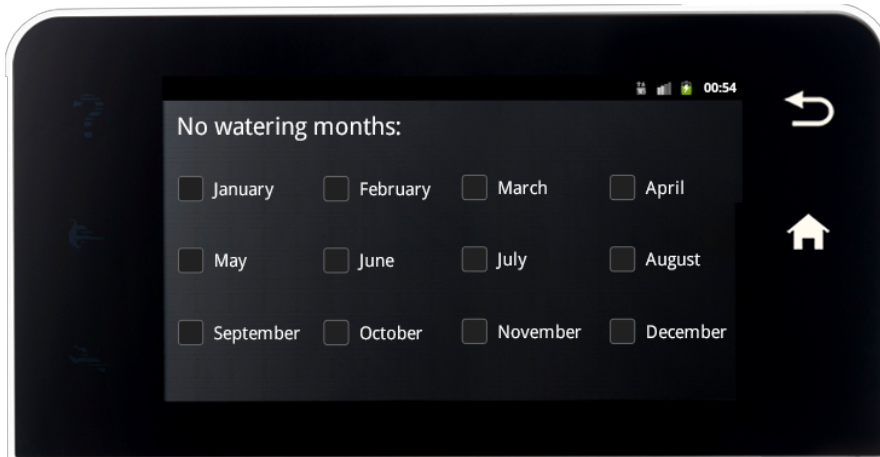 00:54
No watering months:
January February March April
May June July August
September October November December